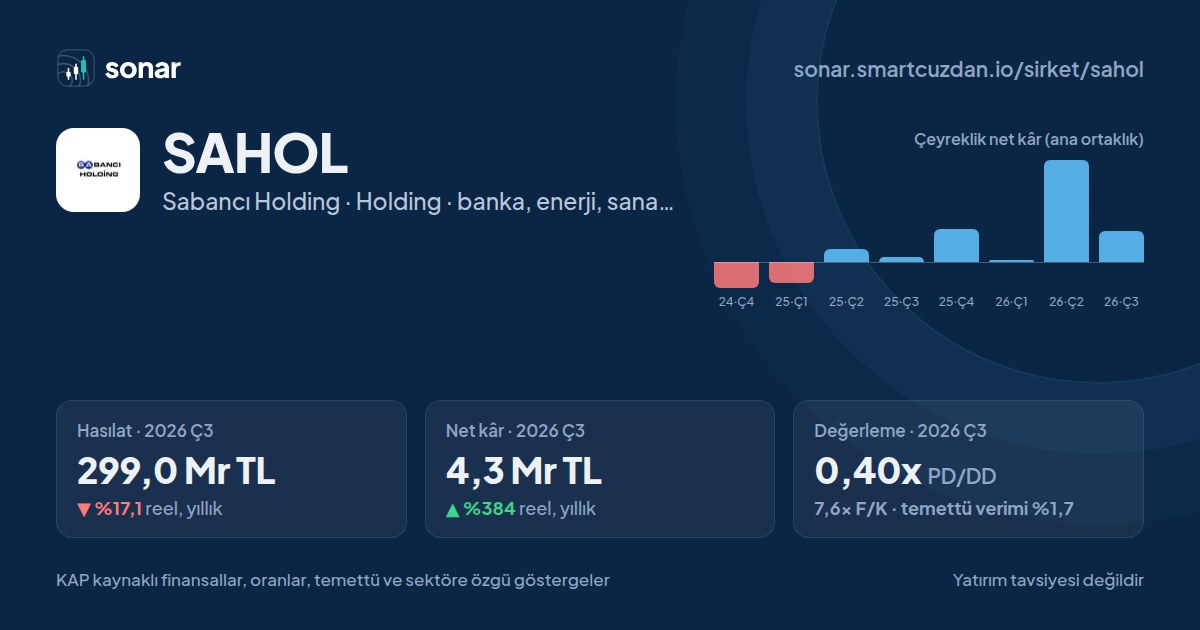 sonar
sonar.smartcuzdan.io/sirket/sahol
SABANCI
HOLDİNG
SAHOL
Sabancı Holding · Holding · banka, enerji, sana…
Çeyreklik net kâr (ana ortaklık)
24·Ç4 25·Ç1 25·Ç2 25·Ç3 25·Ç4 26·Ç1 26·Ç2 26·Ç3
Hasılat · 2026 Ç3
299,0 Mr TL
▼ %17,1 reel, yıllık
Net kâr · 2026 Ç3
4,3 Mr TL
▲ %384 reel, yıllık
Değerleme · 2026 Ç3
0,40x PD/DD
7,6× F/K · temettü verimi %1,7
KAP kaynaklı finansallar, oranlar, temettü ve sektöre özgü göstergeler
Yatırım tavsiyesi değildir